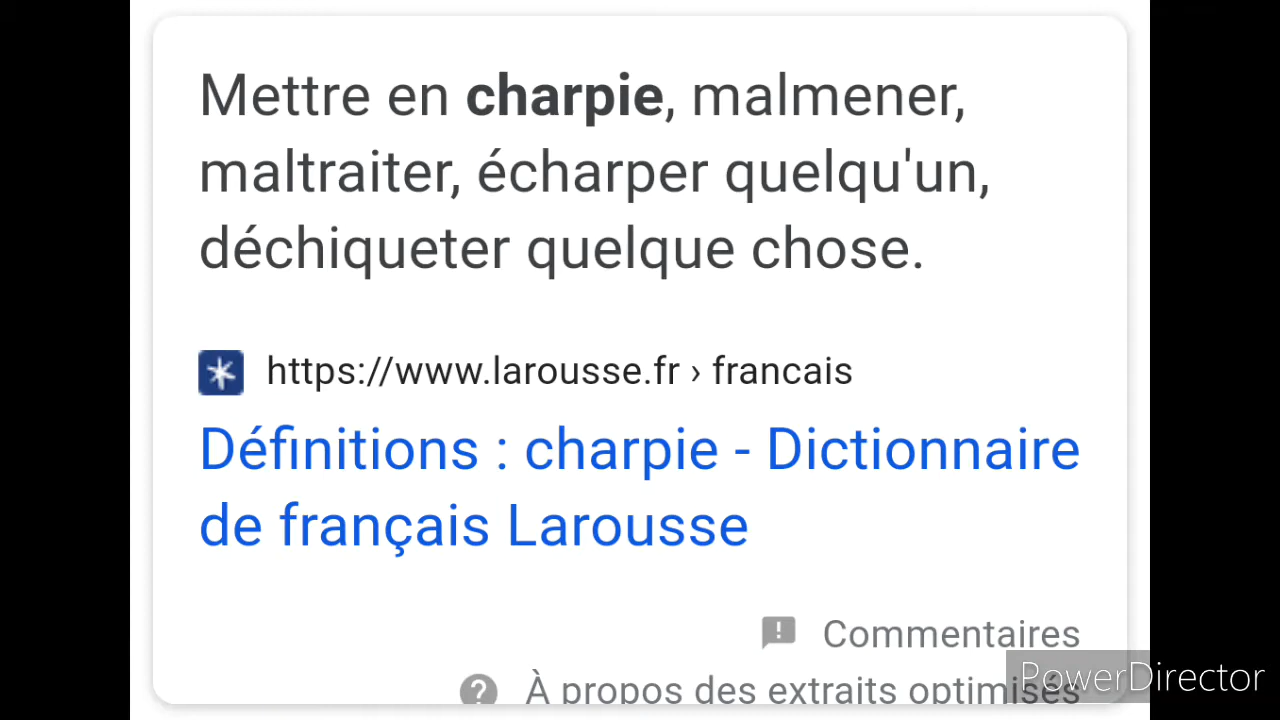 Mettre en charpie, malmener,
maltraiter, écharper quelqu'un,
déchiqueter quelque chose.
https://www.larousse.fr › francais
Définitions : charpie - Dictionnaire
de français Larousse
Commentaires
À propos des extraits optimisés
PowerDirector